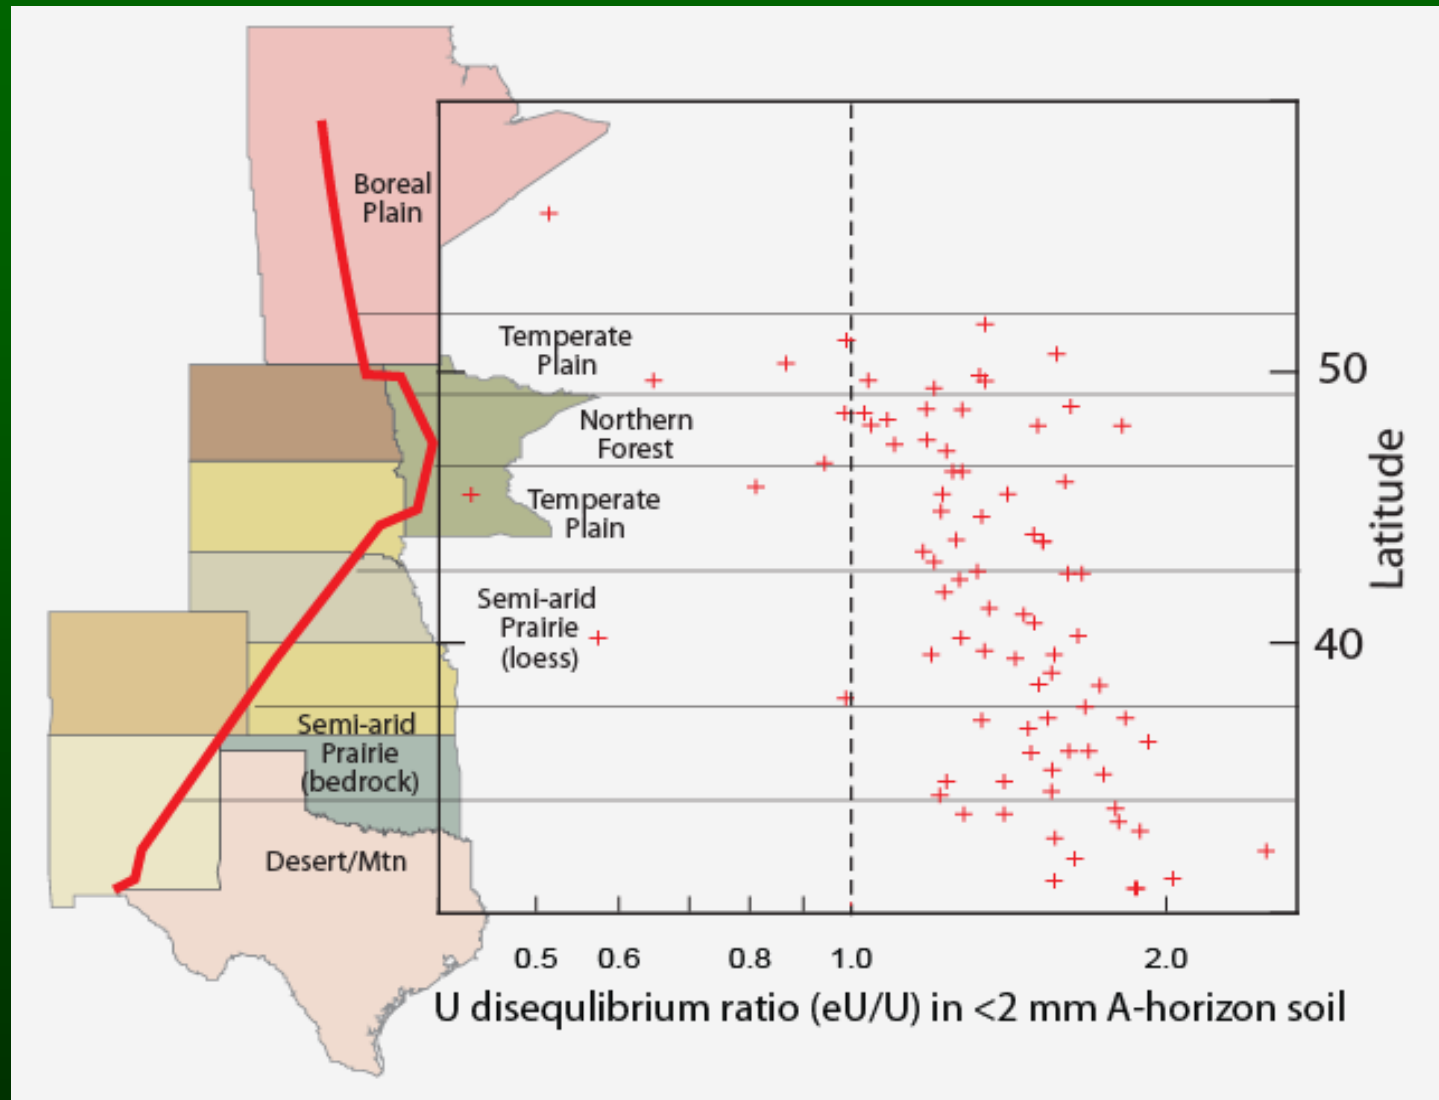 Boreal
Plain
Temperate
Plain
Northern
Forest
Temperate
Plain
Semi-arid
Prairie
(loess)
Semi-arid
Prairie
(bedrock)
Desert/Mtn
50
40
Latitude
0.5 0.6 0.8 1.0 2.0
U disequlibrium ratio (eU/U) in <2 mm A-horizon soil